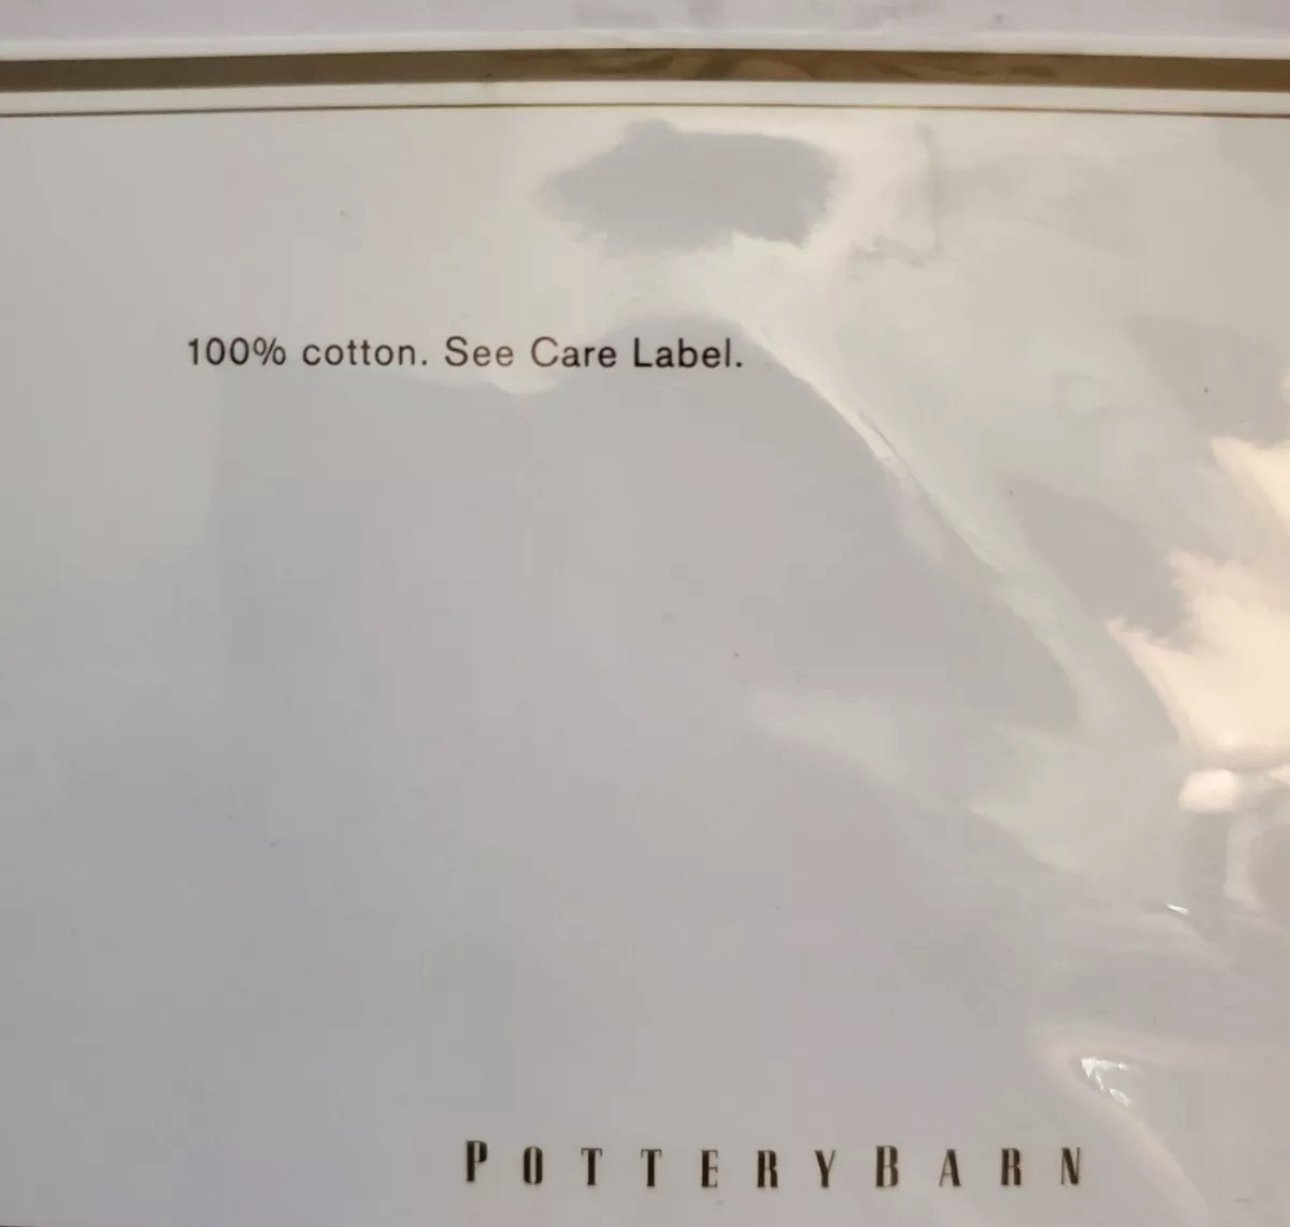 100% cotton. See Care Label.
POTTERYBARN